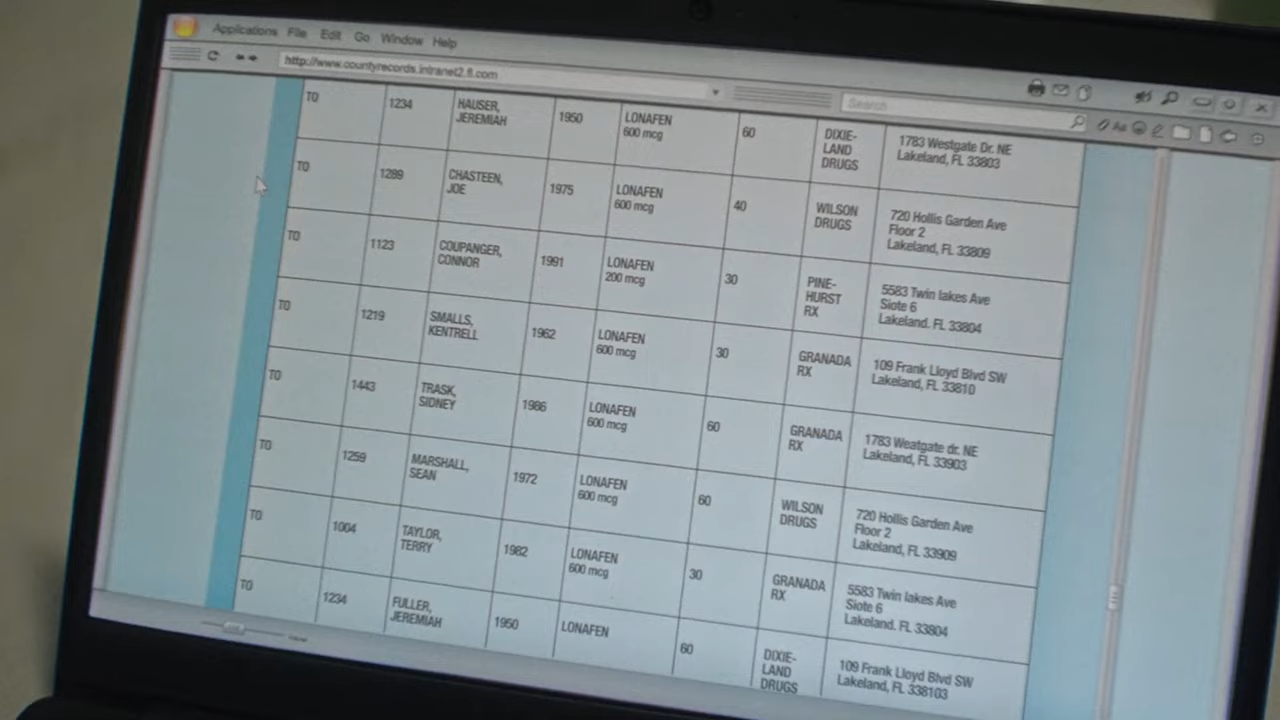 Applications File Edit Go Window Help
http://www.countyrecords.intranet2.fl.com
Search
Aa
TO 1234 HAUSER, 1950 LONAFEN 60 DIXIE- 1783 Westgate Dr. NE
JEREMIAH 600 mcg LAND Lakeland, FL 33803
DRUGS
TO 1289 CHASTEEN, 1975 LONAFEN 40 WILSON 720 Hollis Garden Ave
JOE 600 mcg DRUGS Floor 2
Lakeland, FL 33809
TO 1123 COUPANGER, 1991 LONAFEN 30 PINE- 5583 Twin lakes Ave
CONNOR 200 mcg HURST Siote 6
RX Lakeland. FL 33804
TO 1219 SMALLS, 1962 LONAFEN 30 GRANADA 109 Frank Lloyd Blvd SW
KENTRELL 600 mcg RX Lakeland, FL 33810
TO 1443 TRASK, 1986 LONAFEN 60 GRANADA 1783 Weatgate dr. NE
SIDNEY 600 mcg RX Lakeland, FL 33903
TO 1259 MARSHALL, 1972 LONAFEN 60 WILSON 720 Hollis Garden Ave
SEAN 600 mcg DRUGS Floor 2
Lakeland, FL 33909
TO 1004 TAYLOR, 1982 LONAFEN 30 GRANADA 5583 Twin lakes Ave
TERRY 600 mcg RX Siote 6
Lakeland. FL 33804
TO 1234 FULLER, 1950 LONAFEN 60 DIXIE- 109 Frank Lloyd Blvd SW
JEREMIAH LAND Lakeland, FL 338103
DRUGS